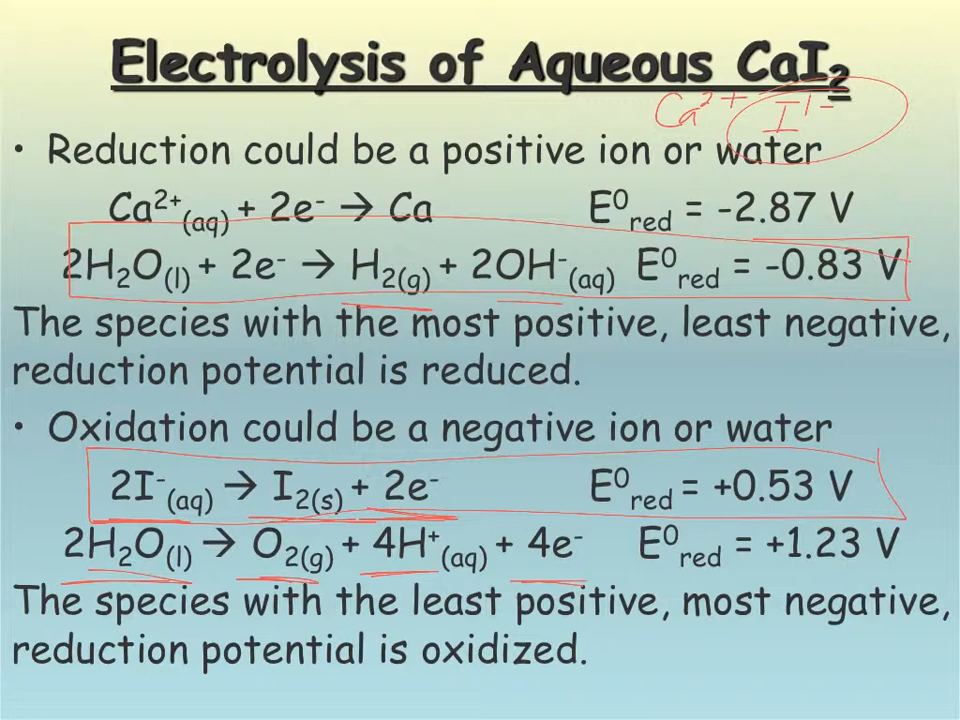 Electrolysis of Aqueous CaI₂
Ca²⁺ I¹⁻
• Reduction could be a positive ion or water
Ca²⁺(aq) + 2e⁻ → Ca E⁰red = -2.87 V
2H₂O(l) + 2e⁻ → H₂(g) + 2OH⁻(aq) E⁰red = -0.83 V
The species with the most positive, least negative,
reduction potential is reduced.
• Oxidation could be a negative ion or water
2I⁻(aq) → I₂(s) + 2e⁻ E⁰red = +0.53 V
2H₂O(l) → O₂(g) + 4H⁺(aq) + 4e⁻ E⁰red = +1.23 V
The species with the least positive, most negative,
reduction potential is oxidized.